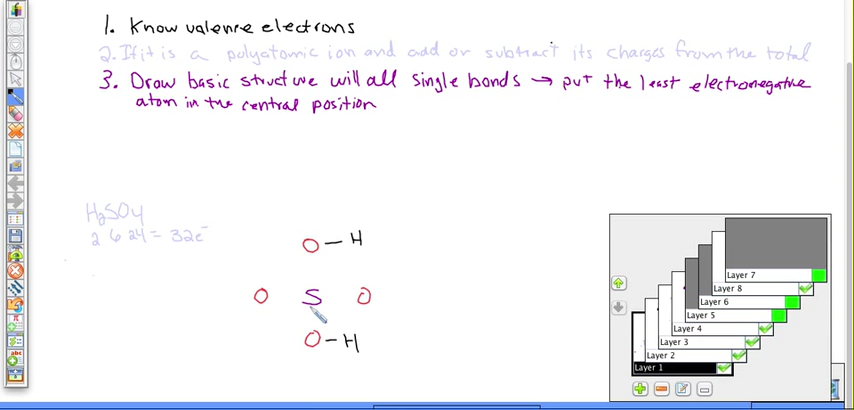 1. Know valence electrons
2. If it is a polyatomic ion and add or subtract its charges from the total
3. Draw basic structure will all single bonds → put the least electronegative
atom in the central position
H₂SO₄
2 6 24 = 32e⁻
O – H
O S O
O – H
Layer 7
Layer 8
Layer 6
Layer 5
Layer 4
Layer 3
Layer 2
Layer 1